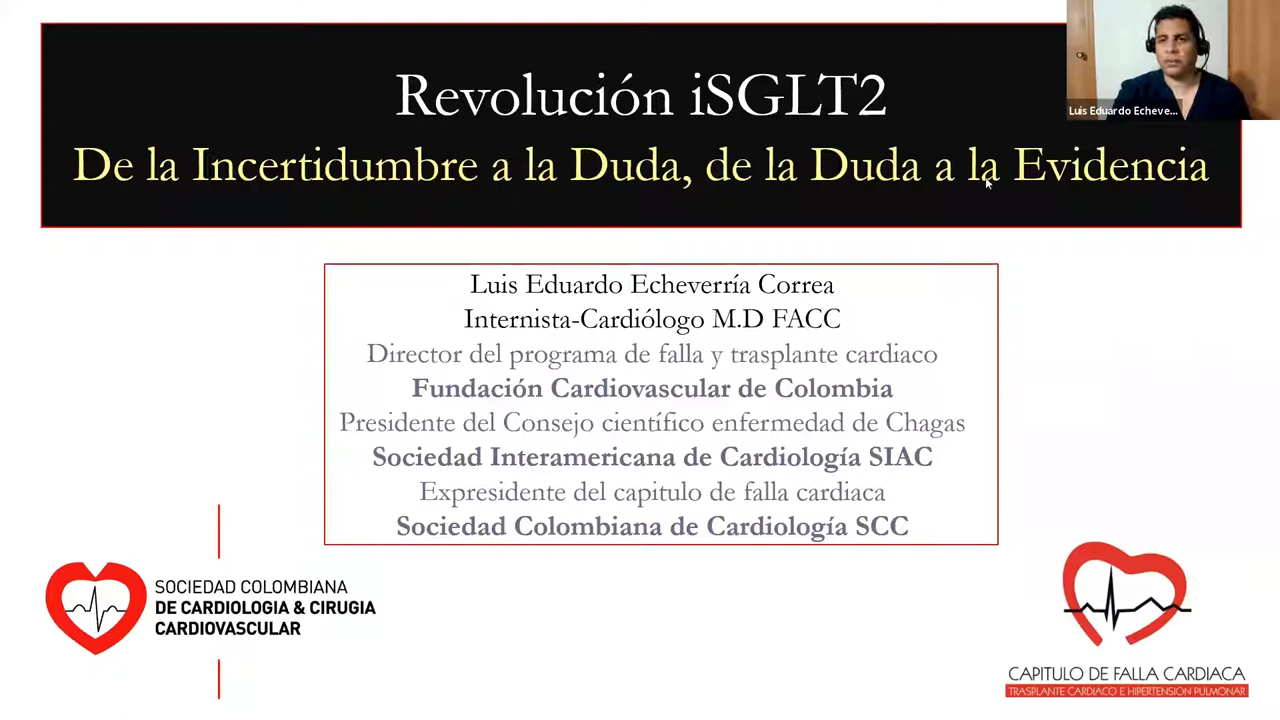 Revolución iSGLT2
De la Incertidumbre a la Duda, de la Duda a la Evidencia
Luis Eduardo Echeve...
Luis Eduardo Echeverría Correa
Internista-Cardiólogo M.D FACC
Director del programa de falla y trasplante cardiaco
Fundación Cardiovascular de Colombia
Presidente del Consejo científico enfermedad de Chagas
Sociedad Interamericana de Cardiología SIAC
Expresidente del capitulo de falla cardiaca
Sociedad Colombiana de Cardiología SCC
SOCIEDAD COLOMBIANA
DE CARDIOLOGIA & CIRUGIA
CARDIOVASCULAR
CAPITULO DE FALLA CARDIACA
TRASPLANTE CARDIACO E HIPERTENSION PULMONAR